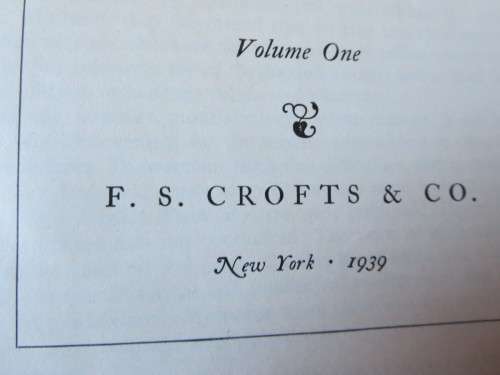 Volume One
F. S. CROFTS & CO.
New York · 1939